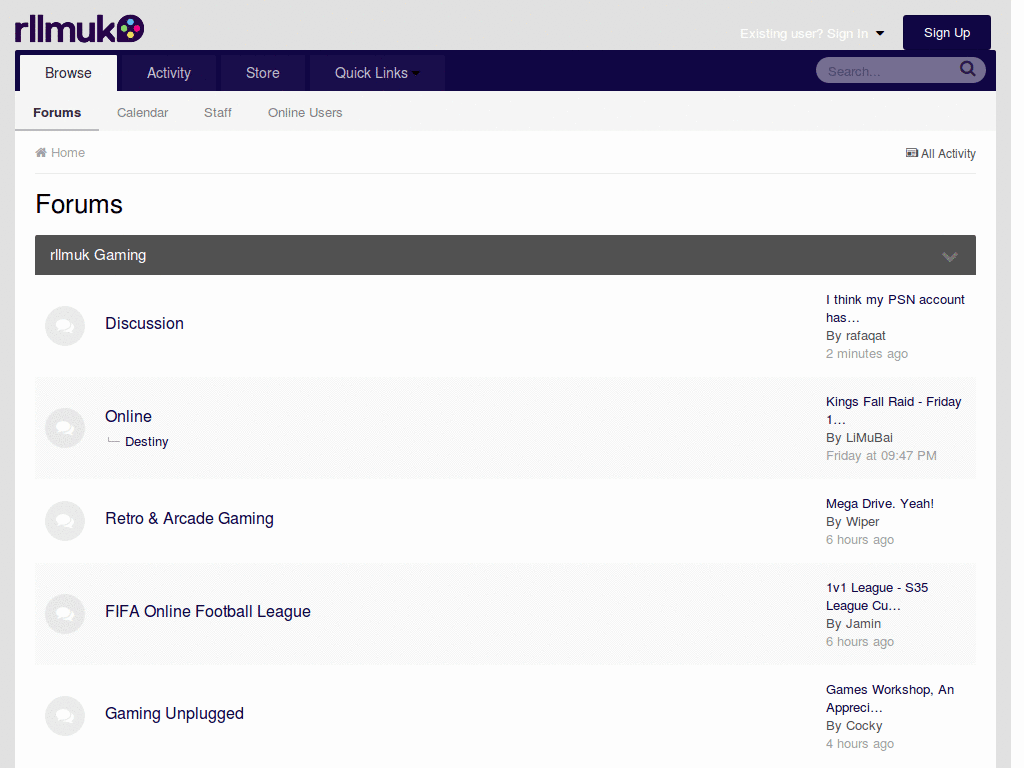 rllmuk
Existing user? Sign In
Sign Up
Browse
Activity
Store
Quick Links
Search...
Forums
Calendar
Staff
Online Users
Home
All Activity
Forums
rllmuk Gaming
Discussion
I think my PSN account
has…
By rafaqat
2 minutes ago
Online
Destiny
Kings Fall Raid - Friday
1…
By LiMuBai
Friday at 09:47 PM
Retro & Arcade Gaming
Mega Drive. Yeah!
By Wiper
6 hours ago
FIFA Online Football League
1v1 League - S35
League Cu…
By Jamin
6 hours ago
Gaming Unplugged
Games Workshop, An
Appreci…
By Cocky
4 hours ago